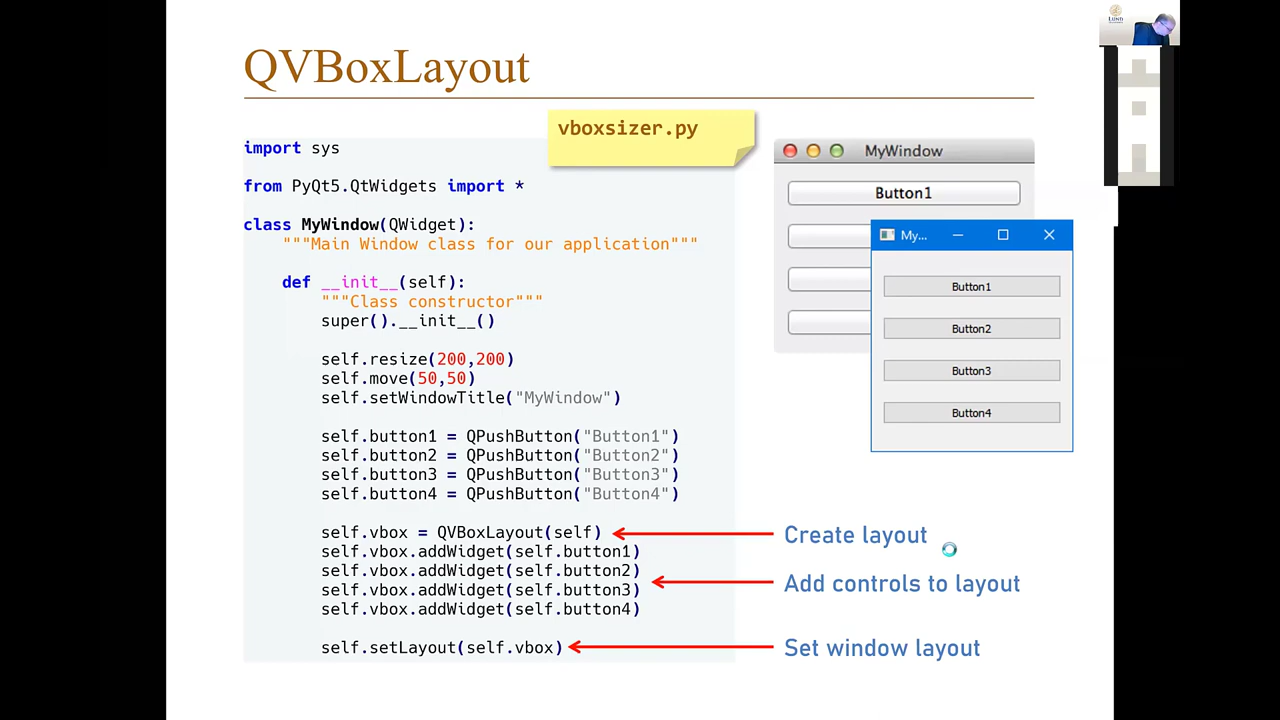 QVBoxLayout
vboxsizer.py
import sys
from PyQt5.QtWidgets import *
class MyWindow(QWidget):
"""Main Window class for our application"""
def __init__(self):
"""Class constructor"""
super().__init__()
self.resize(200,200)
self.move(50,50)
self.setWindowTitle("MyWindow")
self.button1 = QPushButton("Button1")
self.button2 = QPushButton("Button2")
self.button3 = QPushButton("Button3")
self.button4 = QPushButton("Button4")
self.vbox = QVBoxLayout(self)
self.vbox.addWidget(self.button1)
self.vbox.addWidget(self.button2)
self.vbox.addWidget(self.button3)
self.vbox.addWidget(self.button4)
self.setLayout(self.vbox)
MyWindow
Button1
My...
Button1
Button2
Button3
Button4
Create layout
Add controls to layout
Set window layout
LUND